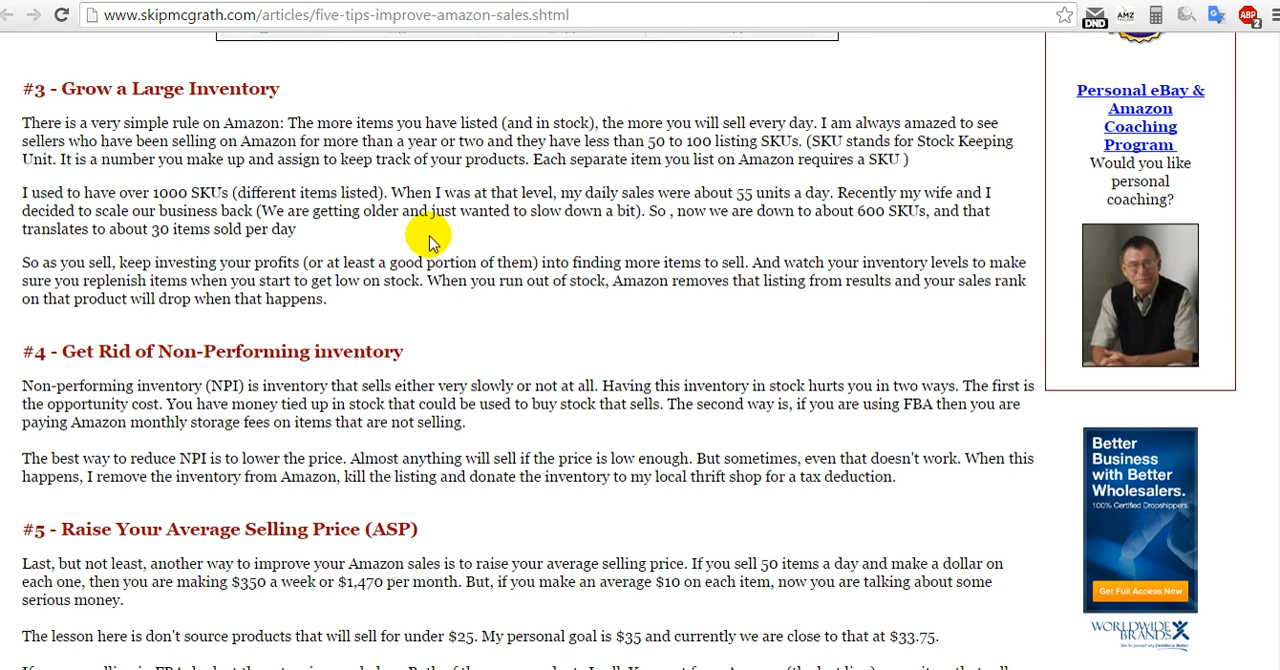 www.skipmcgrath.com/articles/five-tips-improve-amazon-sales.shtml
DND
AMZ
ABP
2
#3 - Grow a Large Inventory
There is a very simple rule on Amazon: The more items you have listed (and in stock), the more you will sell every day. I am always amazed to see
sellers who have been selling on Amazon for more than a year or two and they have less than 50 to 100 listing SKUs. (SKU stands for Stock Keeping
Unit. It is a number you make up and assign to keep track of your products. Each separate item you list on Amazon requires a SKU )
I used to have over 1000 SKUs (different items listed). When I was at that level, my daily sales were about 55 units a day. Recently my wife and I
decided to scale our business back (We are getting older and just wanted to slow down a bit). So , now we are down to about 600 SKUs, and that
translates to about 30 items sold per day
So as you sell, keep investing your profits (or at least a good portion of them) into finding more items to sell. And watch your inventory levels to make
sure you replenish items when you start to get low on stock. When you run out of stock, Amazon removes that listing from results and your sales rank
on that product will drop when that happens.
#4 - Get Rid of Non-Performing inventory
Non-performing inventory (NPI) is inventory that sells either very slowly or not at all. Having this inventory in stock hurts you in two ways. The first is
the opportunity cost. You have money tied up in stock that could be used to buy stock that sells. The second way is, if you are using FBA then you are
paying Amazon monthly storage fees on items that are not selling.
The best way to reduce NPI is to lower the price. Almost anything will sell if the price is low enough. But sometimes, even that doesn't work. When this
happens, I remove the inventory from Amazon, kill the listing and donate the inventory to my local thrift shop for a tax deduction.
#5 - Raise Your Average Selling Price (ASP)
Last, but not least, another way to improve your Amazon sales is to raise your average selling price. If you sell 50 items a day and make a dollar on
each one, then you are making $350 a week or $1,470 per month. But, if you make an average $10 on each item, now you are talking about some
serious money.
The lesson here is don't source products that will sell for under $25. My personal goal is $35 and currently we are close to that at $33.75.
Personal eBay &
Amazon
Coaching
Program
Would you like
personal
coaching?
Better
Business
with Better
Wholesalers.
100% Certified Dropshippers
Get Full Access Now
WORLDWIDE
BRANDS